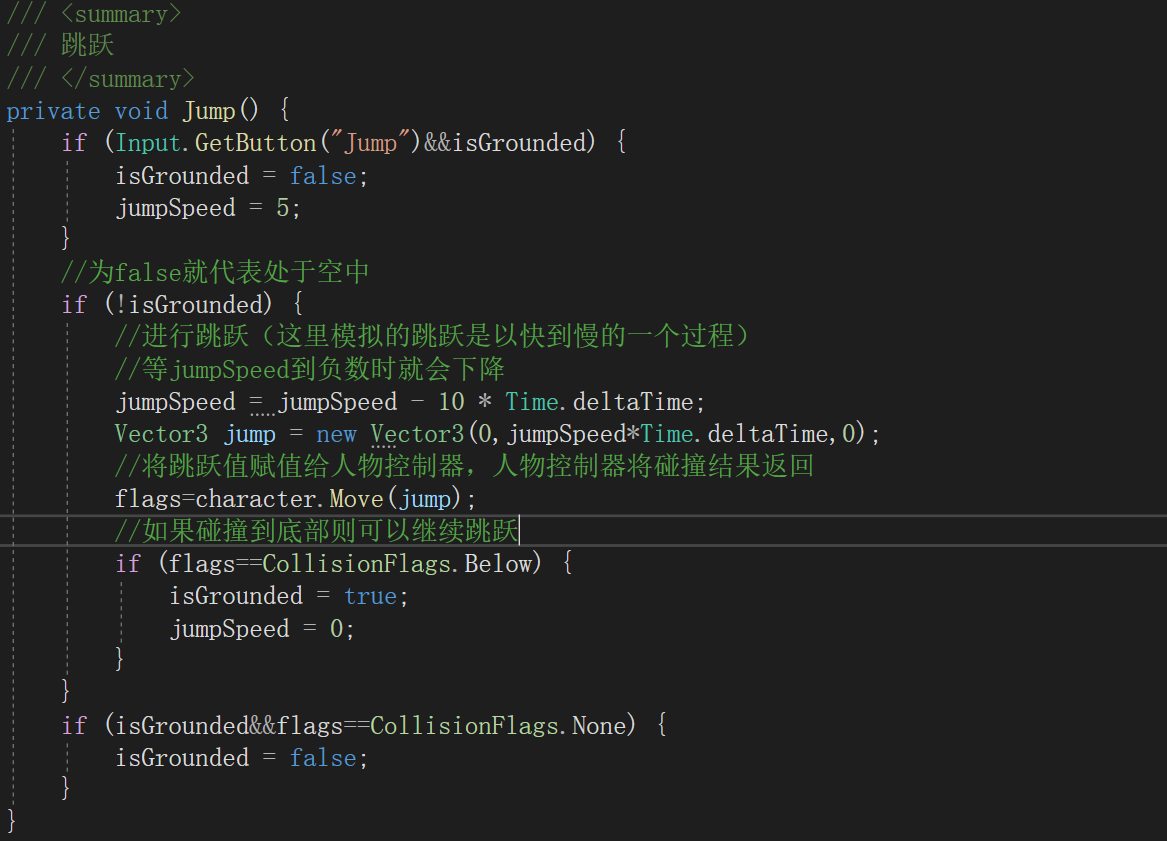 /// <summary>
/// 跳跃
/// </summary>
private void Jump() {
    if (Input.GetButton("Jump")&&isGrounded) {
        isGrounded = false;
        jumpSpeed = 5;
    }
    //为false就代表处于空中
    if (!isGrounded) {
        //进行跳跃（这里模拟的跳跃是以快到慢的一个过程）
        //等jumpSpeed到负数时就会下降
        jumpSpeed = jumpSpeed - 10 * Time.deltaTime;
        Vector3 jump = new Vector3(0,jumpSpeed*Time.deltaTime,0);
        //将跳跃值赋值给人物控制器，人物控制器将碰撞结果返回
        flags=character.Move(jump);
        //如果碰撞到底部则可以继续跳跃
        if (flags==CollisionFlags.Below) {
            isGrounded = true;
            jumpSpeed = 0;
        }
    }
    if (isGrounded&&flags==CollisionFlags.None) {
        isGrounded = false;
    }
}